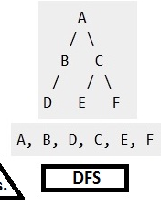 A
B C
D E F
A, B, D, C, E, F
s.
DFS